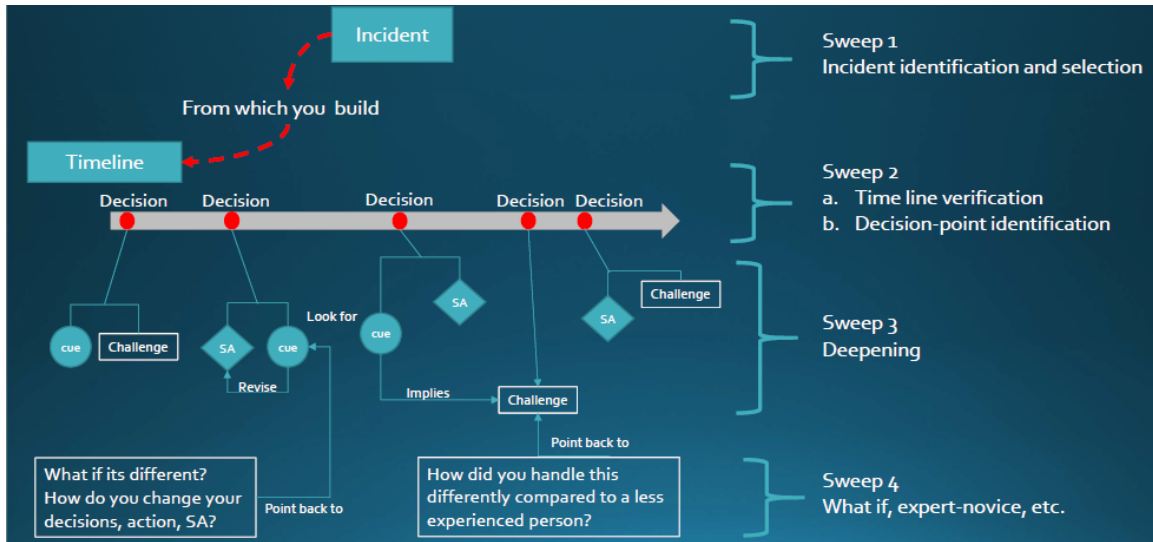 Incident
Sweep 1
Incident identification and selection
From which you build
Timeline
Sweep 2
a. Time line verification
b. Decision-point identification
Decision
Decision
Decision
Decision
Decision
cue
Challenge
SA
cue
Revise
Look for
cue
SA
Implies
Challenge
SA
Challenge
Sweep 3
Deepening
Point back to
What if its different?
How do you change your
decisions, action, SA?
Point back to
How did you handle this
differently compared to a less
experienced person?
Sweep 4
What if, expert-novice, etc.